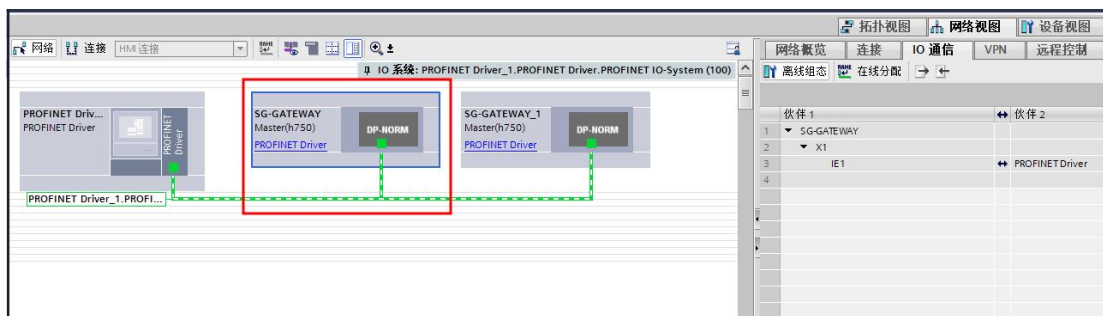 拓扑视图 网络视图 设备视图
网络 连接 HMI 连接
网络概览 连接 IO 通信 VPN 远程控制
IO 系统: PROFINET Driver_1.PROFINET Driver.PROFINET IO-System (100)
离线组态 在线分配
PROFINET Driv...
PROFINET Driver
PROFINET
Driver
SG-GATEWAY
Master(h750)
PROFINET Driver
DP-NORM
SG-GATEWAY_1
Master(h750)
PROFINET Driver
DP-NORM
PROFINET Driver_1.PROFI...
伙伴 1 伙伴 2
1 SG-GATEWAY
2 X1
3 IE1 PROFINET Driver
4